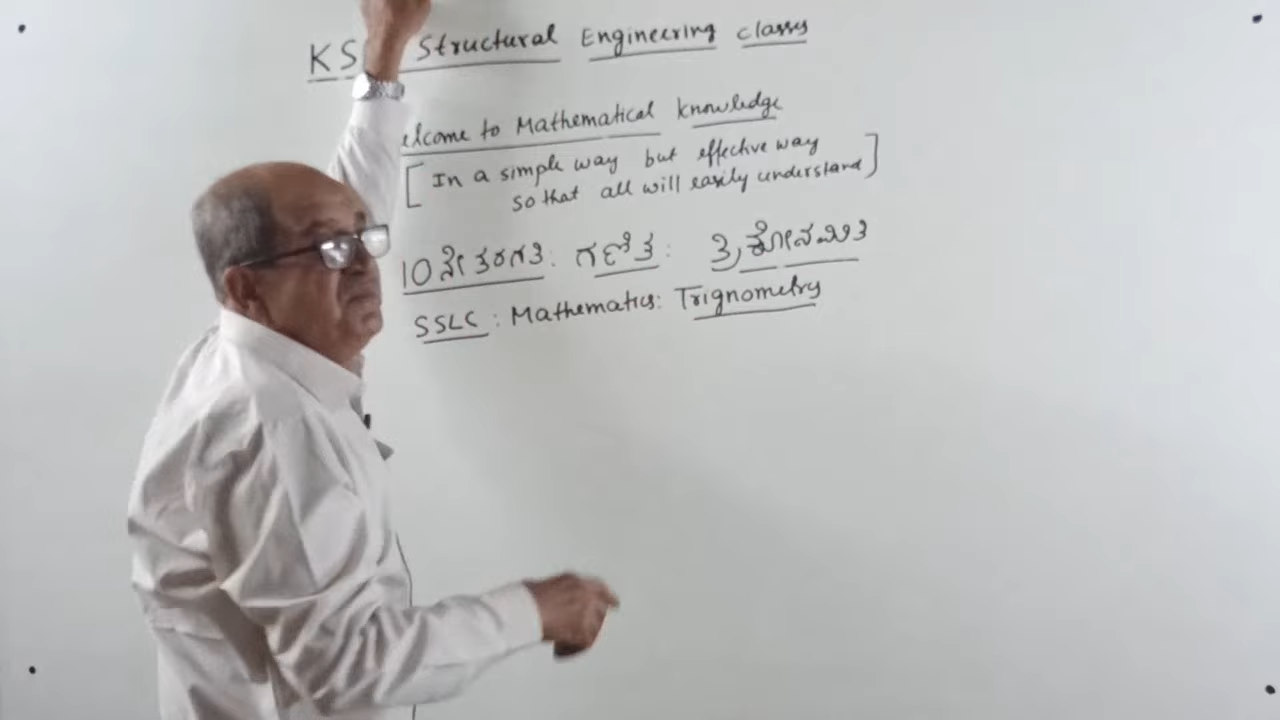 KS Structural Engineering classes
elcome to Mathematical knowledge
[In a simple way but effective way
so that all will easily understand]
10ನೇ ತರಗತಿ: ಗಣಿತ: ತ್ರಿಕೋನಮಿತಿ
SSLC: Mathematics: Trignometry